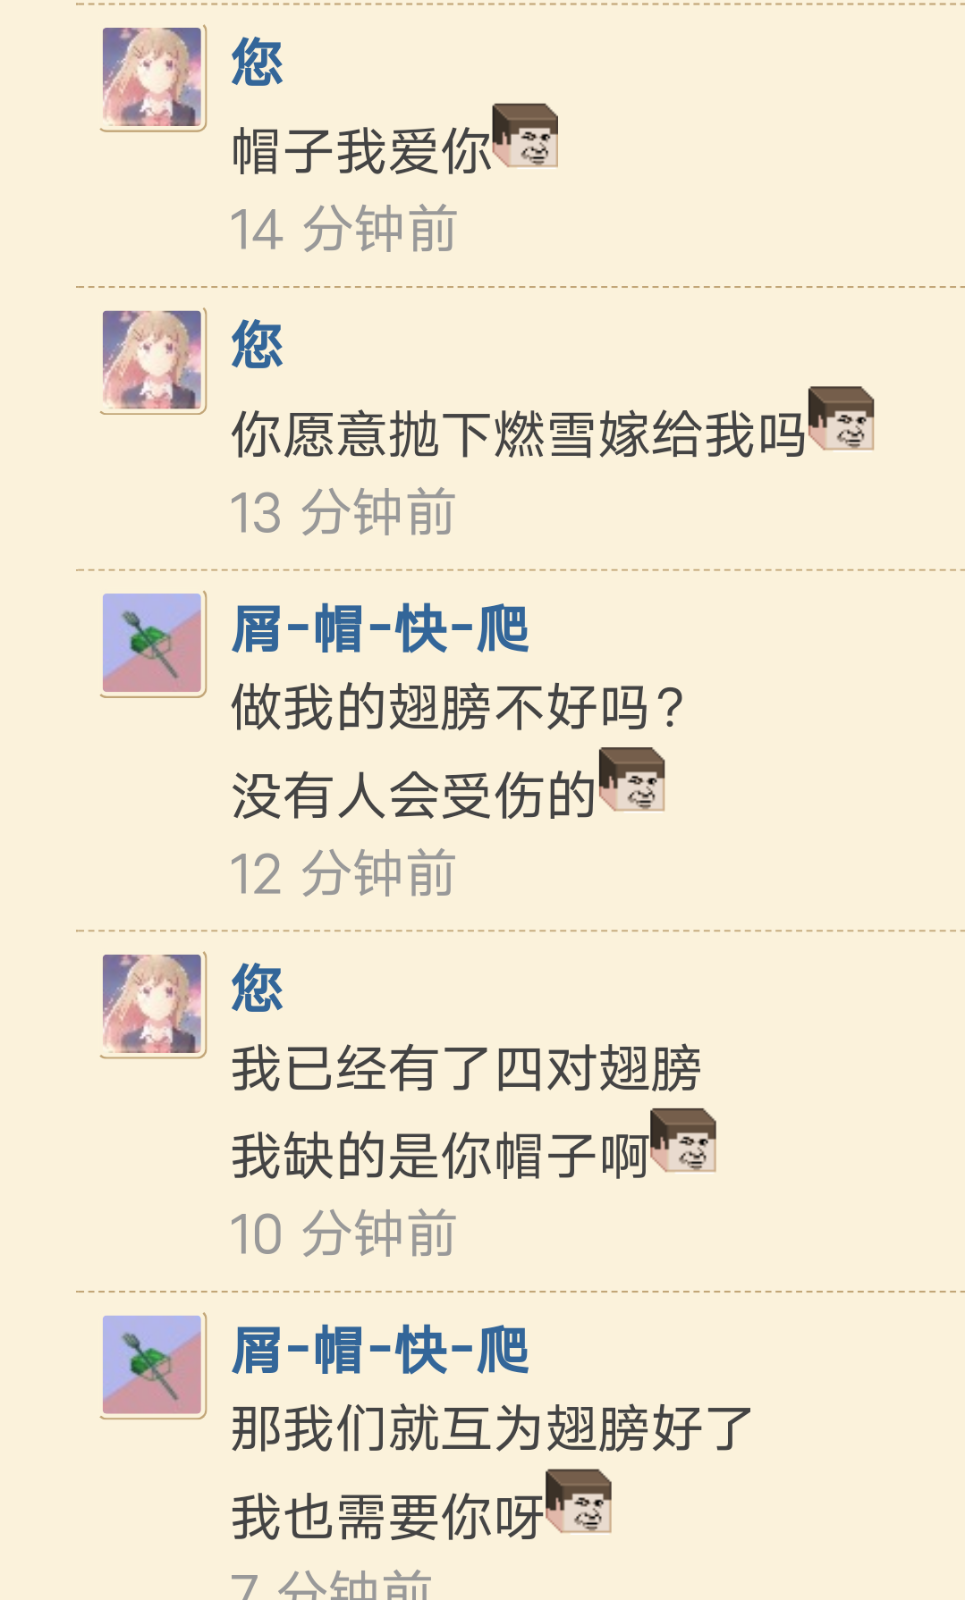 您
帽子我爱你
14 分钟前
您
你愿意抛下燃雪嫁给我吗
13 分钟前
屑-帽-快-爬
做我的翅膀不好吗？
没有人会受伤的
12 分钟前
您
我已经有了四对翅膀
我缺的是你帽子啊
10 分钟前
屑-帽-快-爬
那我们就互为翅膀好了
我也需要你呀
7 分钟前